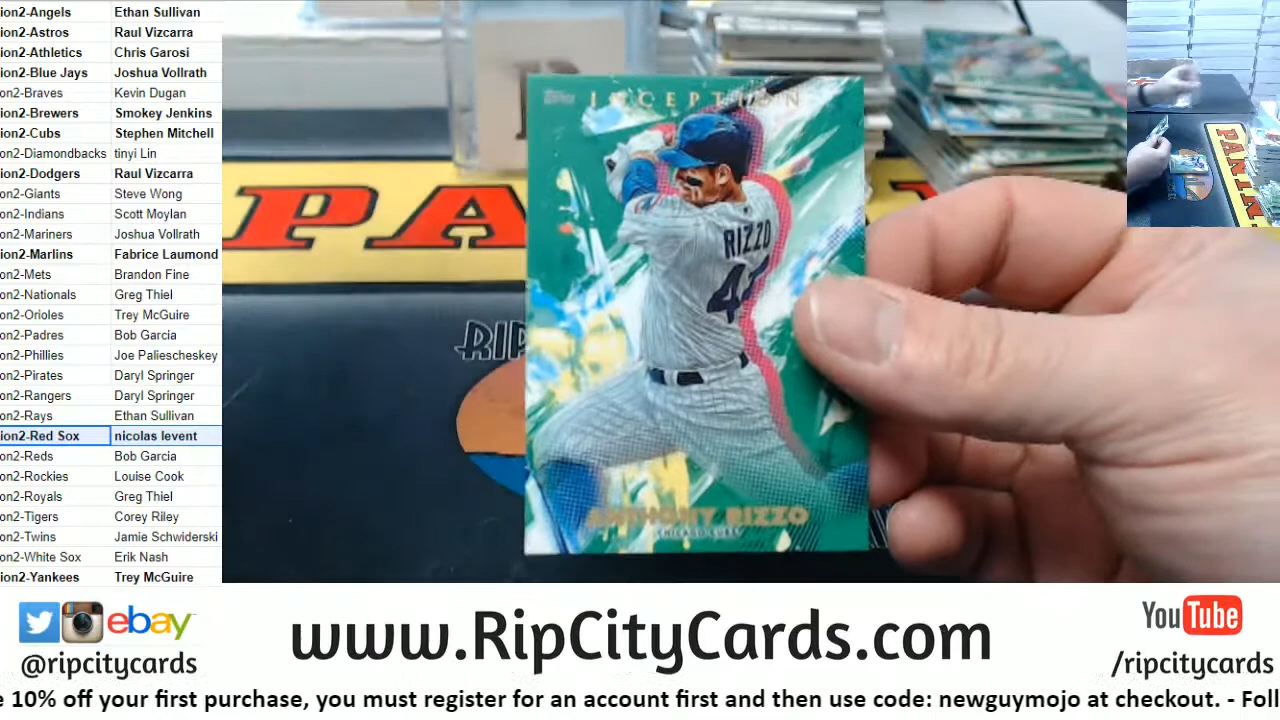 ion2-Angels Ethan Sullivan
ion2-Astros Raul Vizcarra
ion2-Athletics Chris Garosi
ion2-Blue Jays Joshua Vollrath
on2-Braves Kevin Dugan
ion2-Brewers Smokey Jenkins
ion2-Cubs Stephen Mitchell
on2-Diamondbacks tinyi Lin
ion2-Dodgers Raul Vizcarra
on2-Giants Steve Wong
on2-Indians Scott Moylan
on2-Mariners Joshua Vollrath
ion2-Marlins Fabrice Laumond
on2-Mets Brandon Fine
on2-Nationals Greg Thiel
on2-Orioles Trey McGuire
on2-Padres Bob Garcia
on2-Phillies Joe Paliescheskey
on2-Pirates Daryl Springer
on2-Rangers Daryl Springer
on2-Rays Ethan Sullivan
ion2-Red Sox nicolas levent
on2-Reds Bob Garcia
on2-Rockies Louise Cook
on2-Royals Greg Thiel
on2-Tigers Corey Riley
on2-Twins Jamie Schwiderski
on2-White Sox Erik Nash
ion2-Yankees Trey McGuire
INCEPTION
RIZZO
44
ANTHONY RIZZO
CHICAGO CUBS
PA
RIP
PANINI
ebay
@ripcitycards
www.RipCityCards.com
YouTube
/ripcitycards
e 10% off your first purchase, you must register for an account first and then use code: newguymojo at checkout. - Foll